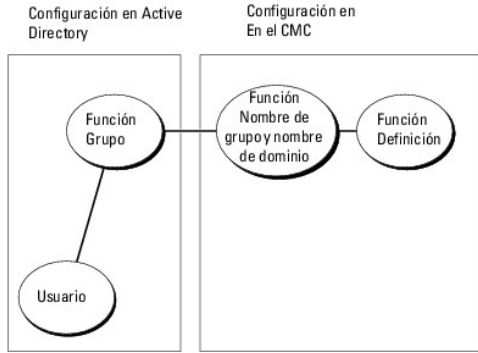 Configuración en Active
Directory
Configuración en
En el CMC
Función
Grupo
Función
Nombre de
grupo y nombre
de dominio
Función
Definición
Usuario